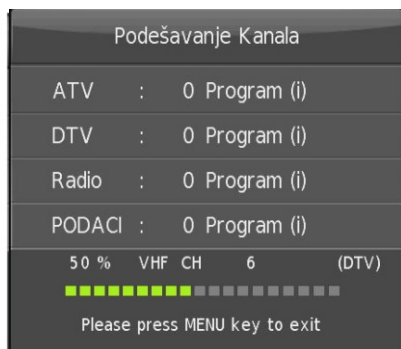 Podešavanje Kanala
ATV : 0 Program (i)
DTV : 0 Program (i)
Radio : 0 Program (i)
PODACI : 0 Program (i)
50 % VHF CH 6 (DTV)
Please press MENU key to exit